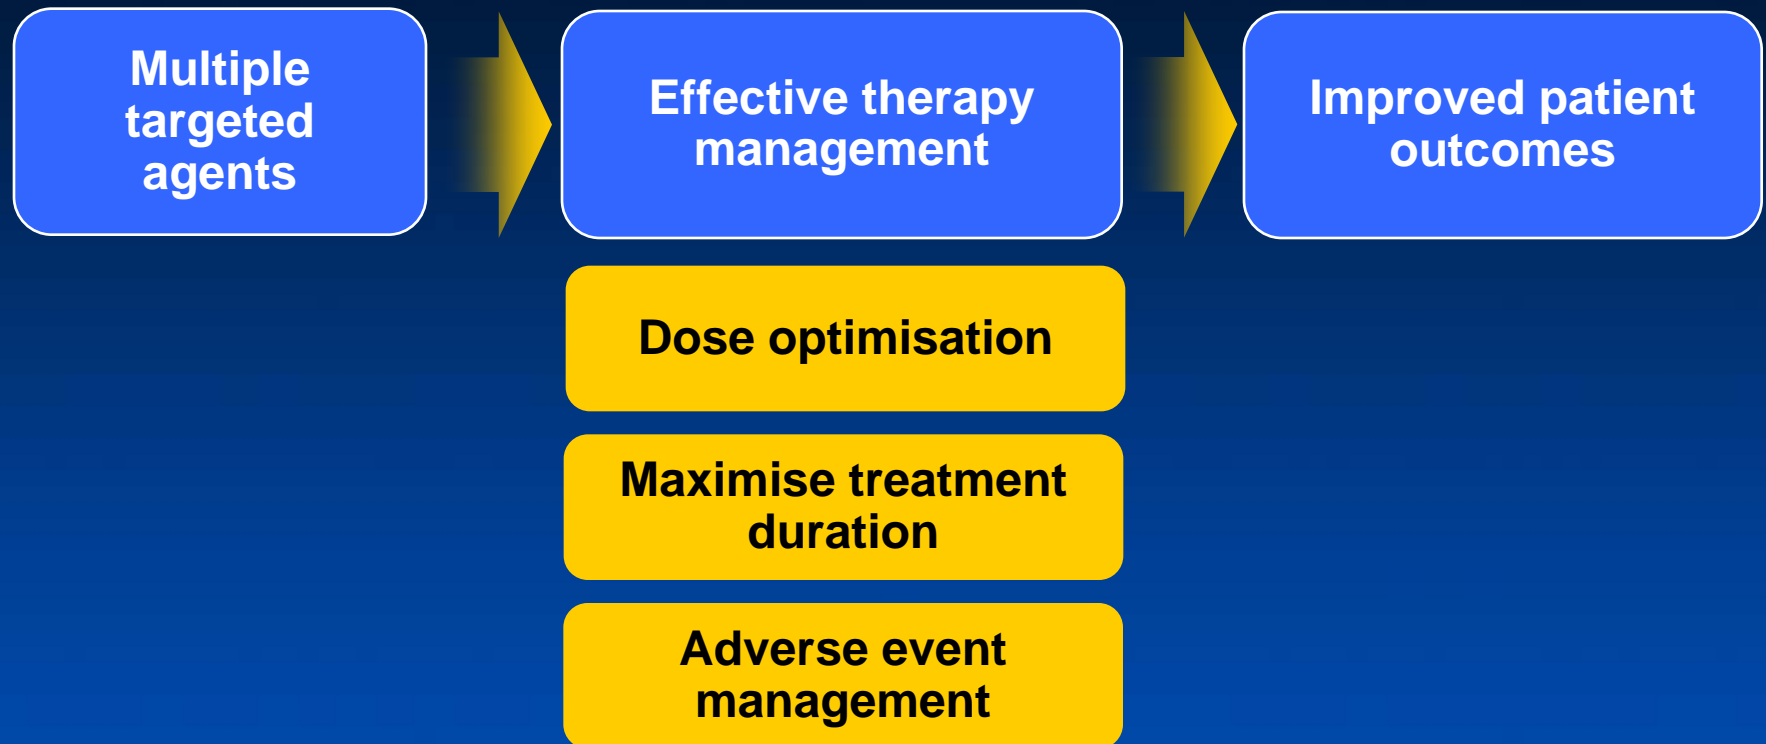 Multiple
targeted
agents
Effective therapy
management
Improved patient
outcomes
Dose optimisation
Maximise treatment
duration
Adverse event
management